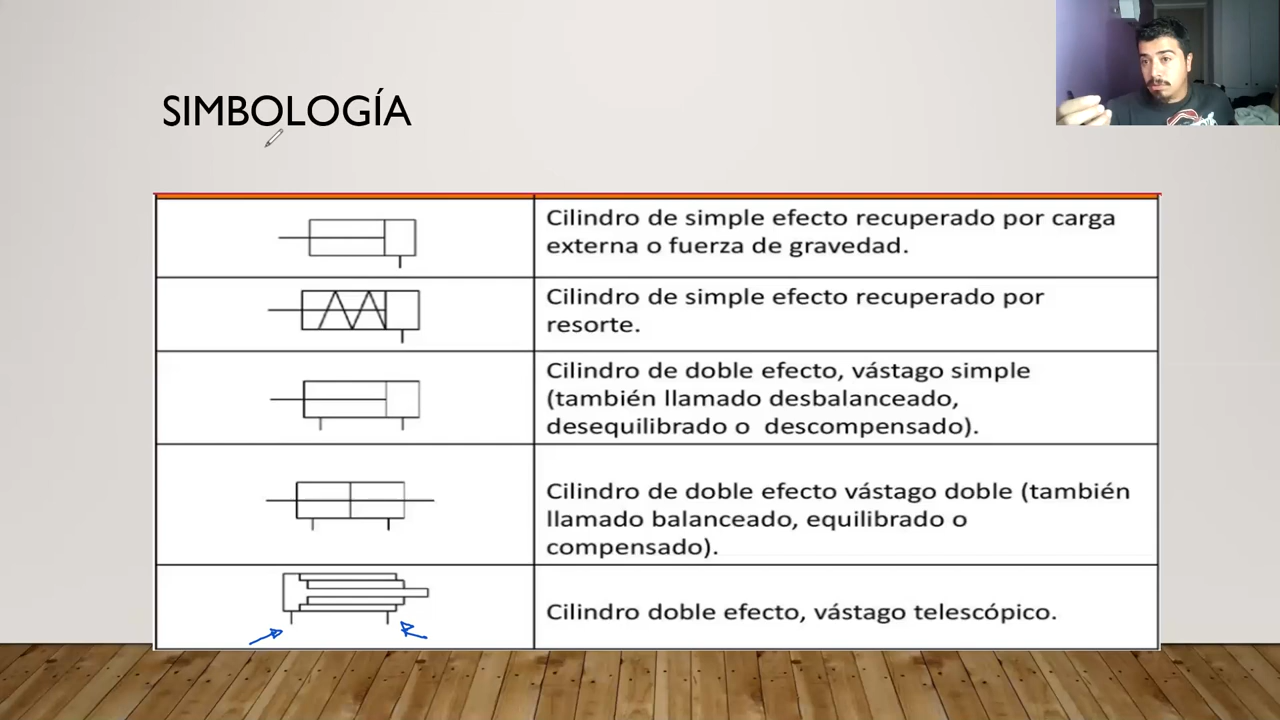 SIMBOLOGÍA
Cilindro de simple efecto recuperado por carga
externa o fuerza de gravedad.
Cilindro de simple efecto recuperado por
resorte.
Cilindro de doble efecto, vástago simple
(también llamado desbalanceado,
desequilibrado o descompensado).
Cilindro de doble efecto vástago doble (también
llamado balanceado, equilibrado o
compensado).
Cilindro doble efecto, vástago telescópico.